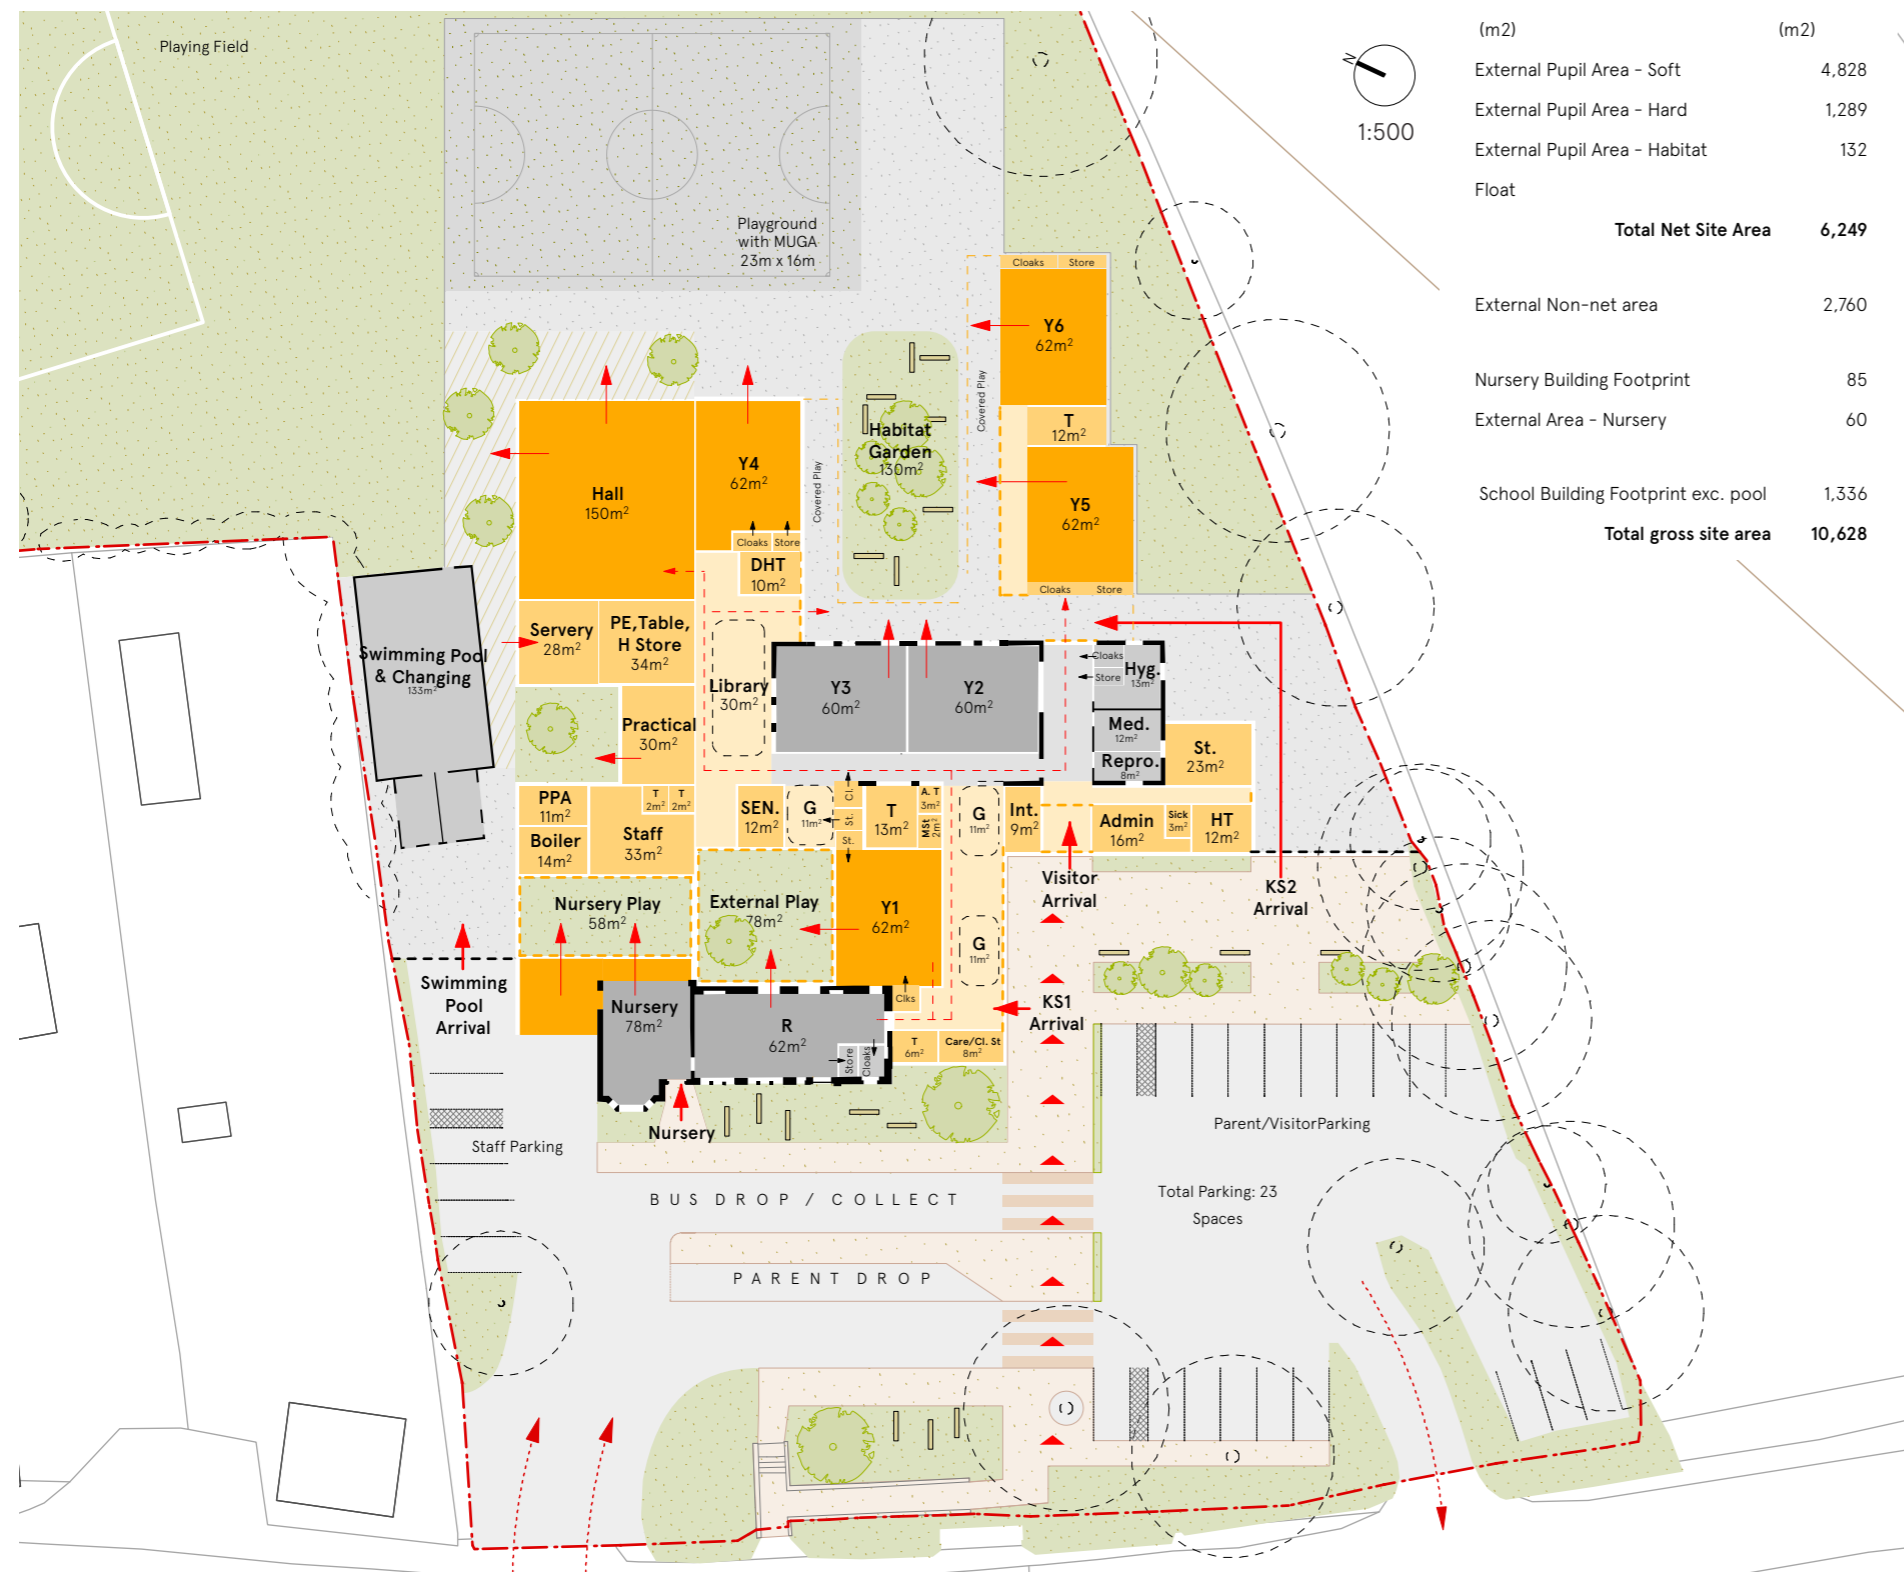 Playing Field
Playground
with MUGA
23m x 16m
N
1:500
(m2) (m2)
External Pupil Area - Soft 4,828
External Pupil Area - Hard 1,289
External Pupil Area - Habitat 132
Float
Total Net Site Area 6,249
External Non-net area 2,760
Nursery Building Footprint 85
External Area - Nursery 60
School Building Footprint exc. pool 1,336
Total gross site area 10,628
Cloaks Store
Y6
62m²
Covered Play
T
12m²
Y5
62m²
Cloaks Store
Habitat
Garden
130m²
Covered Play
Hall
150m²
Y4
62m²
Cloaks Store
DHT
10m²
Servery
28m²
PE,Table,
H Store
34m²
Swimming Pool
& Changing
133m²
Library
30m²
Y3
60m²
Y2
60m²
Cloaks
Store
Hyg.
13m²
Med.
12m²
Repro.
8m²
St.
23m²
Practical
30m²
PPA
11m²
Boiler
14m²
T
2m²
T
2m²
Staff
33m²
SEN.
12m²
G
11m²
Cl.
St.
St.
T
13m²
A. T
3m²
MSt
2m²
G
11m²
Int.
9m²
Admin
16m²
Sick
3m²
HT
12m²
Visitor
Arrival
KS2
Arrival
Nursery Play
58m²
External Play
78m²
Y1
62m²
G
11m²
Clks
KS1
Arrival
Swimming
Pool
Arrival
Nursery
78m²
R
62m²
Store
Cloaks
T
6m²
Care/Cl. St
8m²
Nursery
Staff Parking
Parent/VisitorParking
BUS DROP / COLLECT
Total Parking: 23
Spaces
PARENT DROP